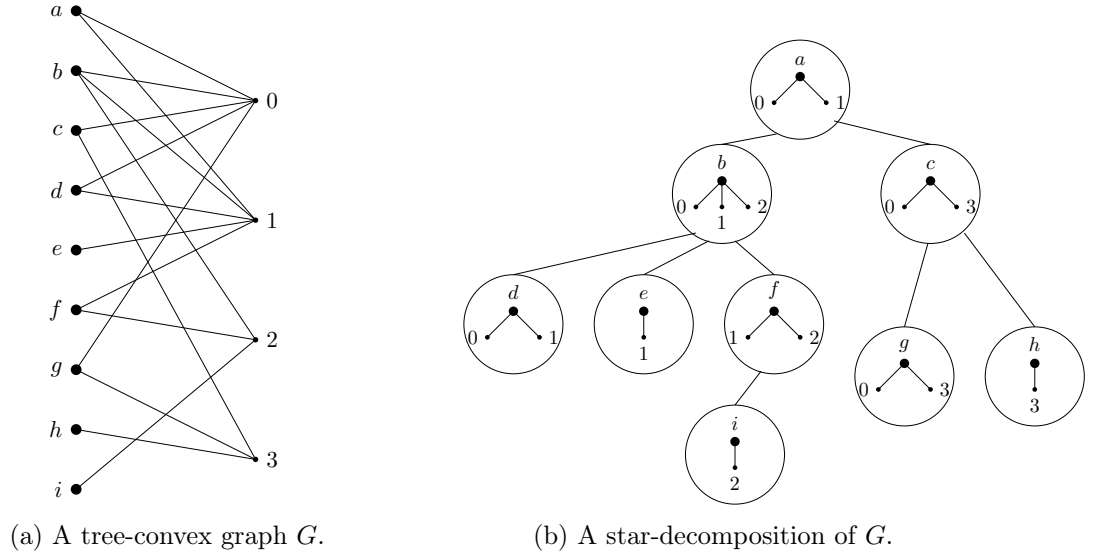 a
b
c
d
e
f
g
h
i
0
1
2
3
a
0 1
b
0 1 2
c
0 3
d
0 1
e
1
f
1 2
g
0 3
h
3
i
2
(a) A tree-convex graph G.
(b) A star-decomposition of G.